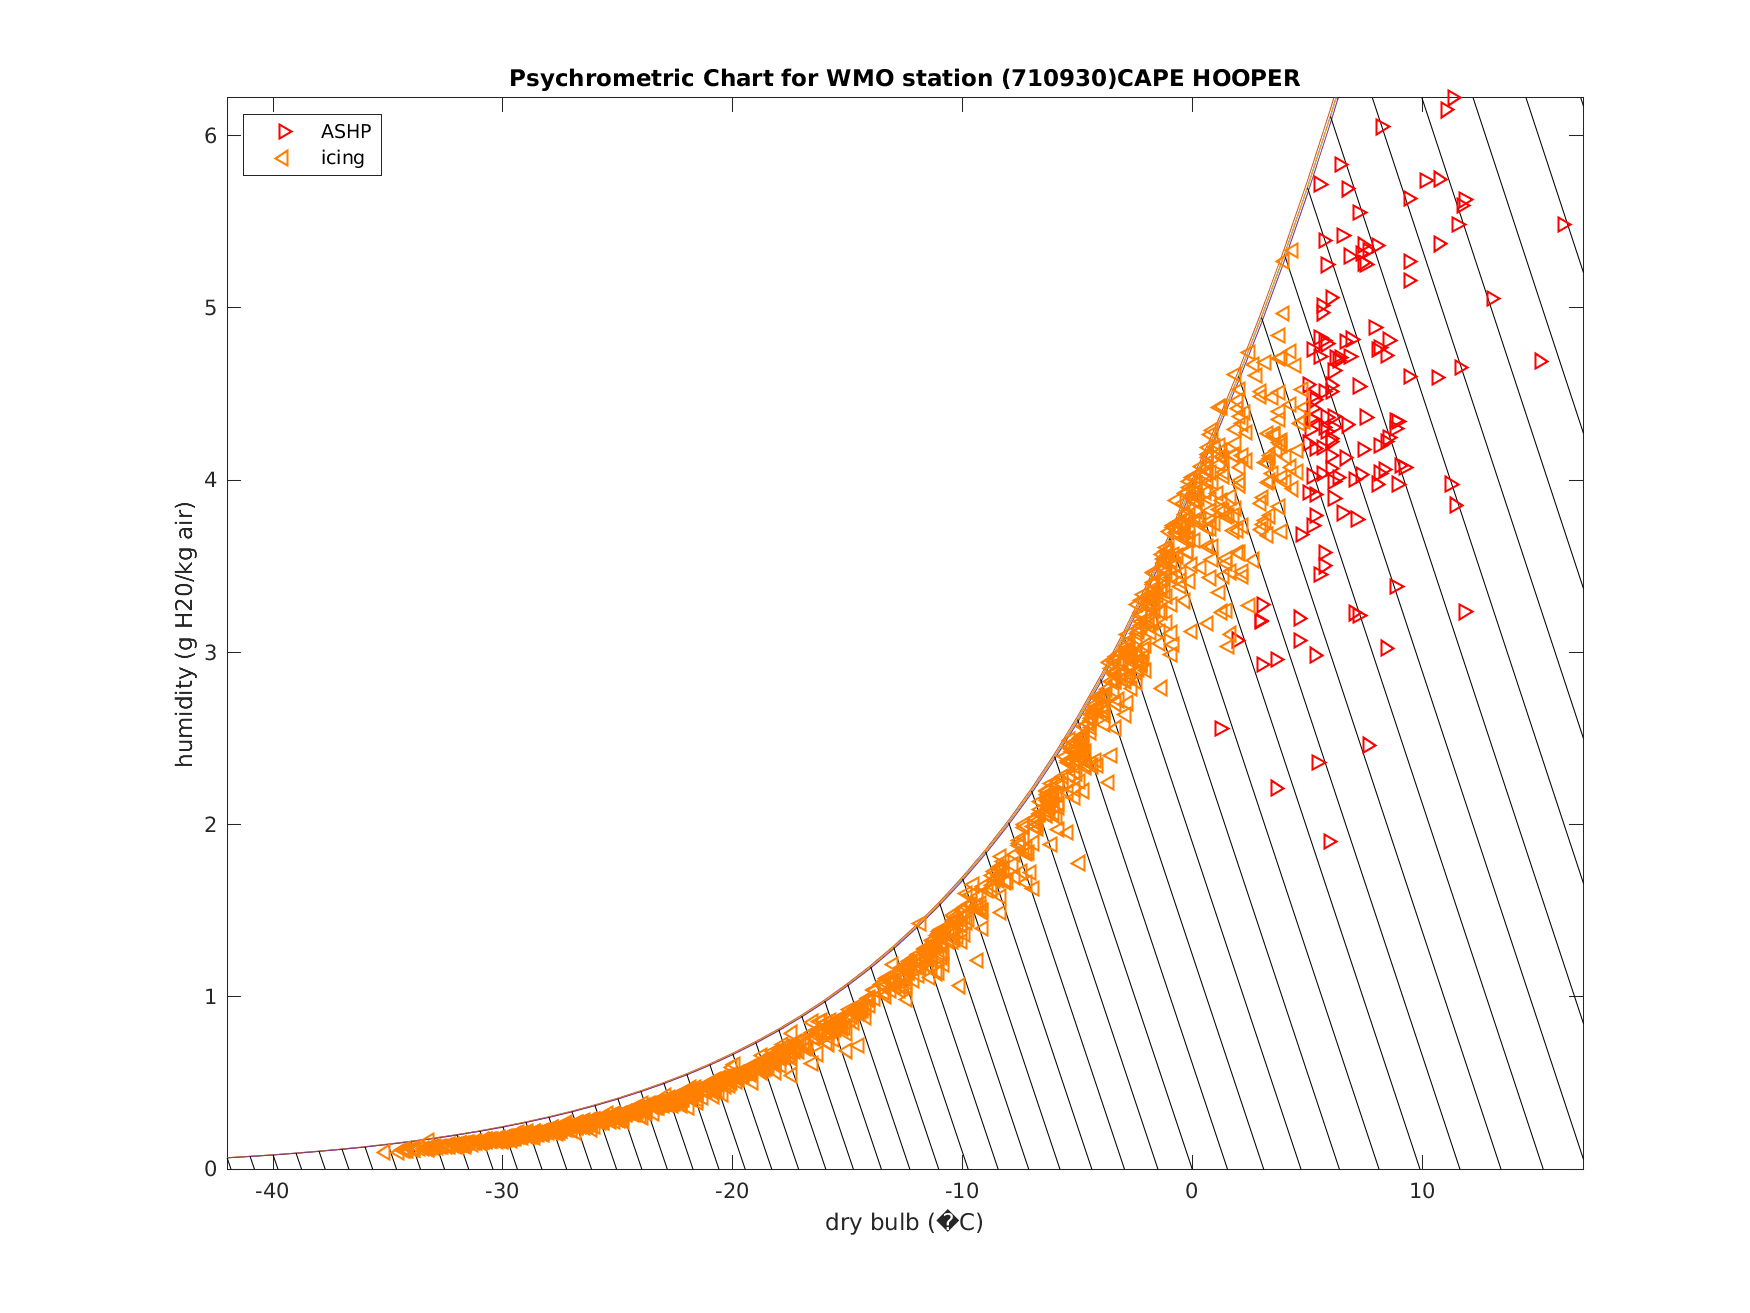 Psychrometric Chart for WMO station (710930)CAPE HOOPER
ASHP
icing
humidity (g H20/kg air)
6
5
4
3
2
1
0
-40 -30 -20 -10 0 10
dry bulb (�C)